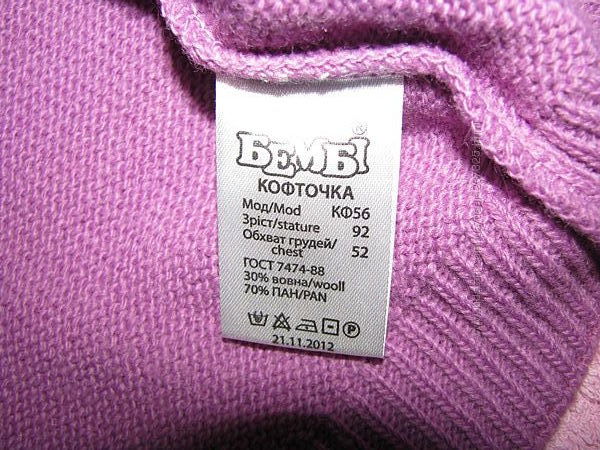 БЕМБІ®
КОФТОЧКА
Мод/Mod КФ56
Зріст/stature 92
Обхват грудей/ 52
chest
ГОСТ 7474-88
30% вовна/wooll
70% ПАН/PAN
P
21.11.2012